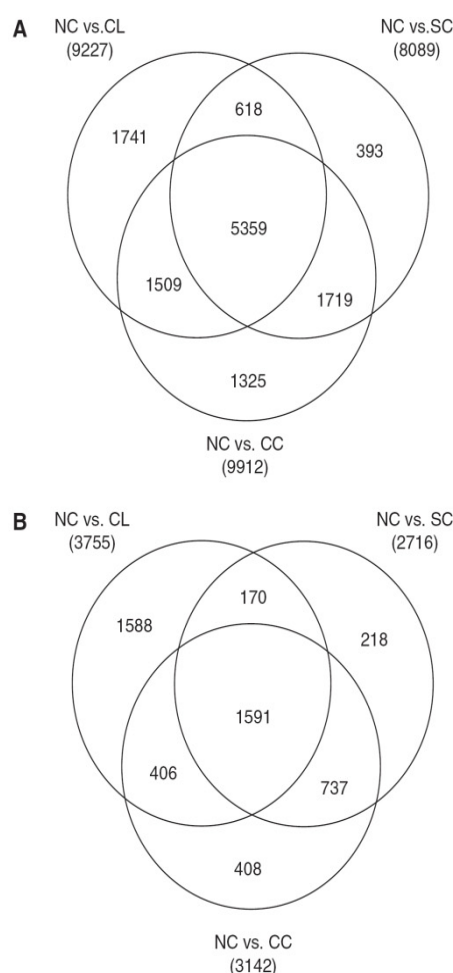 A
NC vs.CL
(9227)
NC vs.SC
(8089)
618
1741
393
5359
1509
1719
1325
NC vs. CC
(9912)
B
NC vs. CL
(3755)
NC vs. SC
(2716)
170
1588
218
1591
406
737
408
NC vs. CC
(3142)